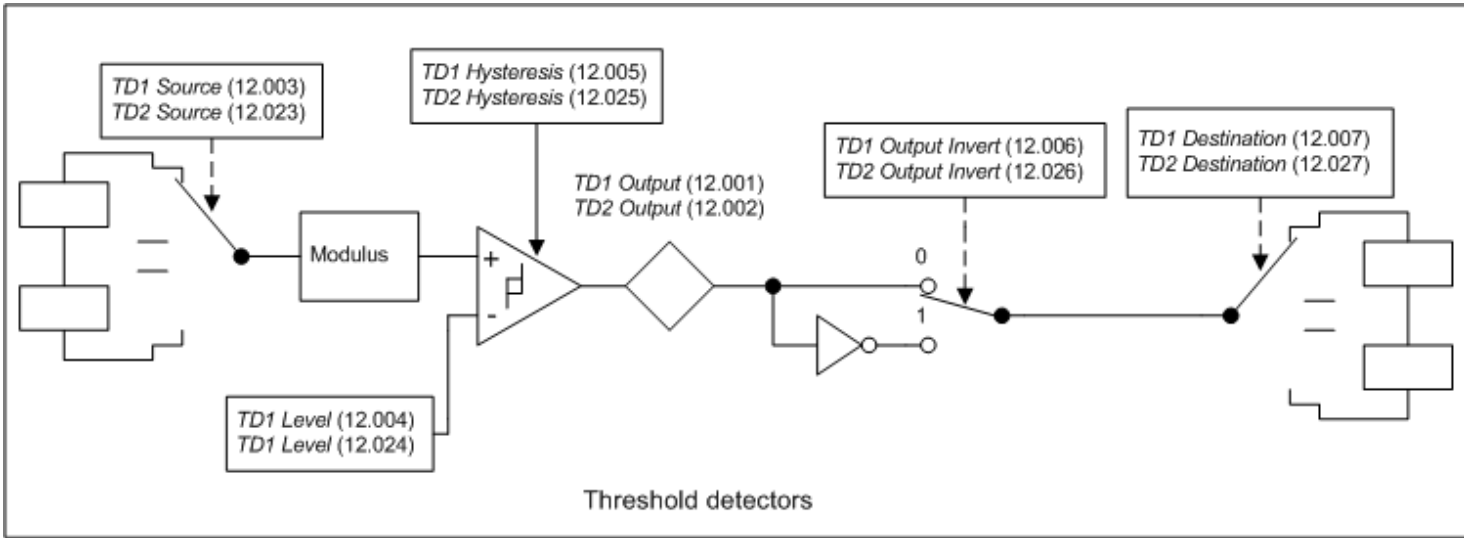 TD1 Source (12.003)
TD2 Source (12.023)
TD1 Hysteresis (12.005)
TD2 Hysteresis (12.025)
TD1 Output (12.001)
TD2 Output (12.002)
TD1 Output Invert (12.006)
TD2 Output Invert (12.026)
TD1 Destination (12.007)
TD2 Destination (12.027)
Modulus
+
-
0
1
TD1 Level (12.004)
TD1 Level (12.024)
Threshold detectors